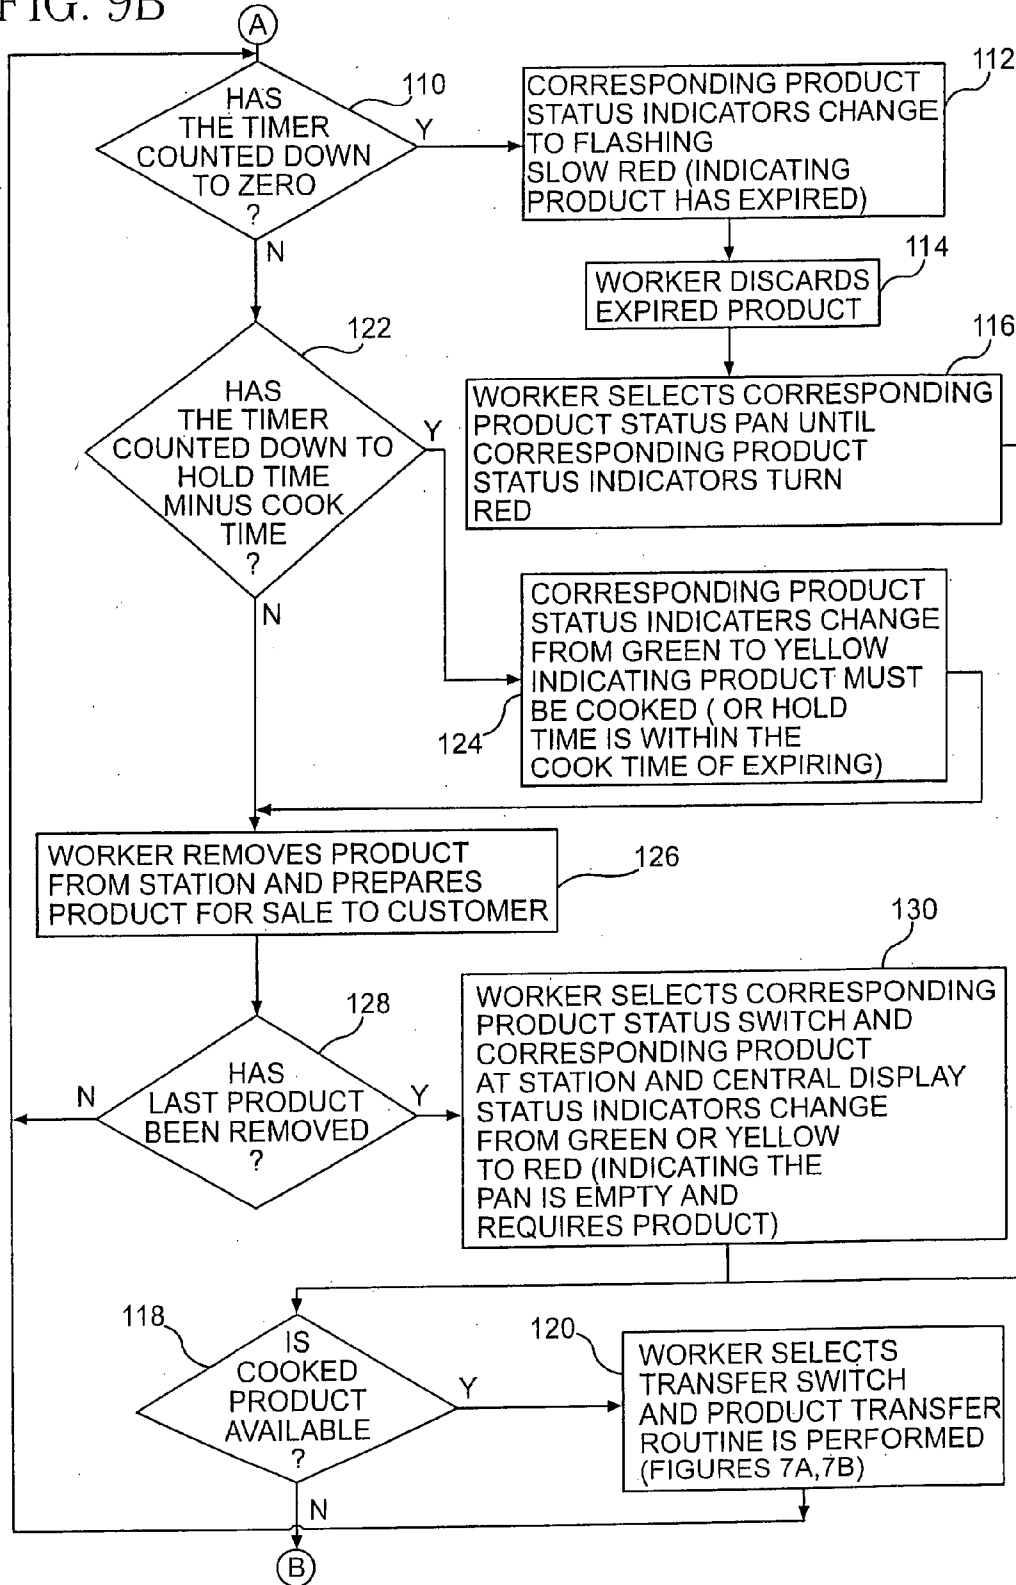 FIG. 9B
A
HAS
THE TIMER
COUNTED DOWN
TO ZERO
?
110
Y
N
CORRESPONDING PRODUCT
STATUS INDICATORS CHANGE
TO FLASHING
SLOW RED (INDICATING
PRODUCT HAS EXPIRED)
112
WORKER DISCARDS
EXPIRED PRODUCT
114
WORKER SELECTS CORRESPONDING
PRODUCT STATUS PAN UNTIL
CORRESPONDING PRODUCT
STATUS INDICATORS TURN
RED
116
HAS
THE TIMER
COUNTED DOWN TO
HOLD TIME
MINUS COOK
TIME
?
122
Y
N
CORRESPONDING PRODUCT
STATUS INDICATERS CHANGE
FROM GREEN TO YELLOW
INDICATING PRODUCT MUST
BE COOKED ( OR HOLD
TIME IS WITHIN THE
COOK TIME OF EXPIRING)
124
WORKER REMOVES PRODUCT
FROM STATION AND PREPARES
PRODUCT FOR SALE TO CUSTOMER
126
HAS
LAST PRODUCT
BEEN REMOVED
?
128
N
Y
WORKER SELECTS CORRESPONDING
PRODUCT STATUS SWITCH AND
CORRESPONDING PRODUCT
AT STATION AND CENTRAL DISPLAY
STATUS INDICATORS CHANGE
FROM GREEN OR YELLOW
TO RED (INDICATING THE
PAN IS EMPTY AND
REQUIRES PRODUCT)
130
IS
COOKED
PRODUCT
AVAILABLE
?
118
Y
N
WORKER SELECTS
TRANSFER SWITCH
AND PRODUCT TRANSFER
ROUTINE IS PERFORMED
(FIGURES 7A,7B)
120
B